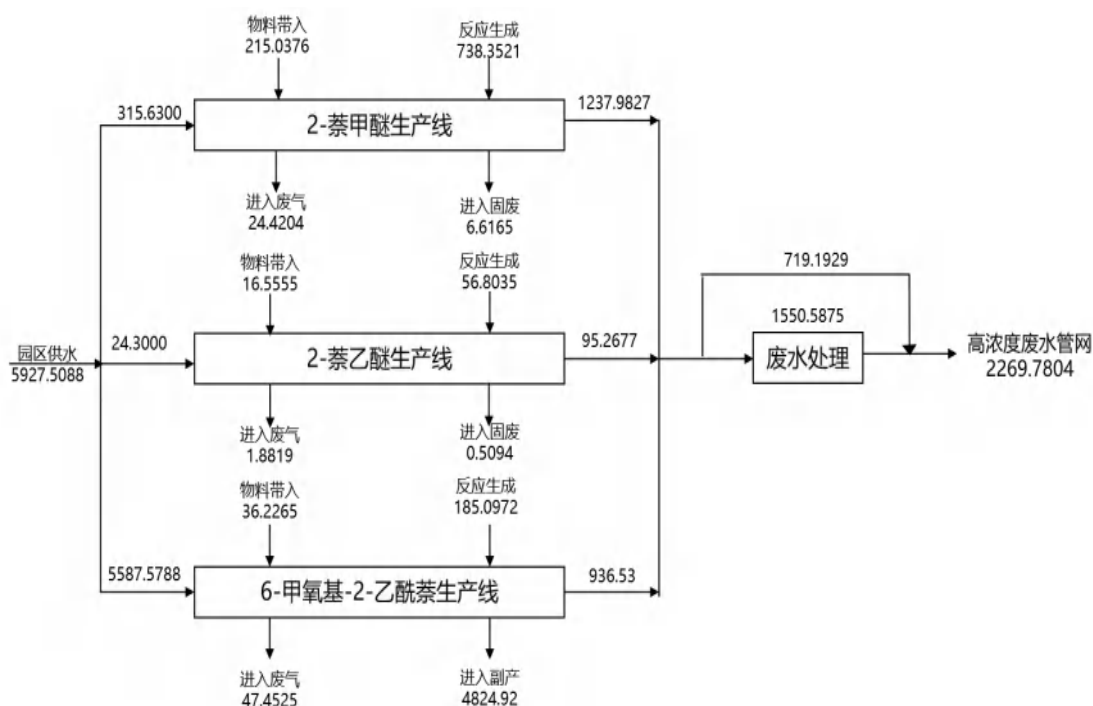 物料带入
215.0376
反应生成
738.3521
315.6300
2-萘甲醚生产线
1237.9827
进入废气
24.4204
进入固废
6.6165
物料带入
16.5555
反应生成
56.8035
719.1929
1550.5875
园区供水
5927.5088
24.3000
2-萘乙醚生产线
95.2677
废水处理
高浓度废水管网
2269.7804
进入废气
1.8819
进入固废
0.5094
物料带入
36.2265
反应生成
185.0972
5587.5788
6-甲氧基-2-乙酰萘生产线
936.53
进入废气
47.4525
进入副产
4824.92